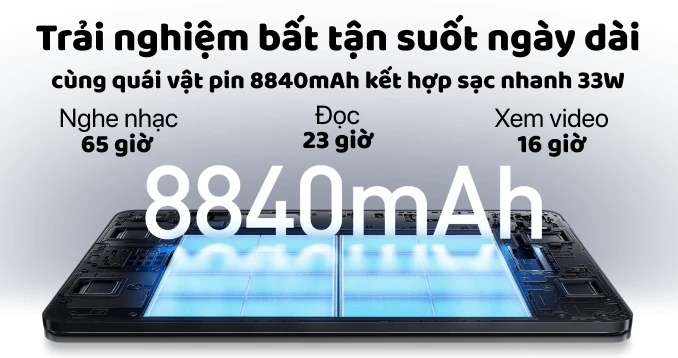 Trải nghiệm bất tận suốt ngày dài
cùng quái vật pin 8840mAh kết hợp sạc nhanh 33W
Nghe nhạc
65 giờ
Đọc
23 giờ
Xem video
16 giờ
8840mAh